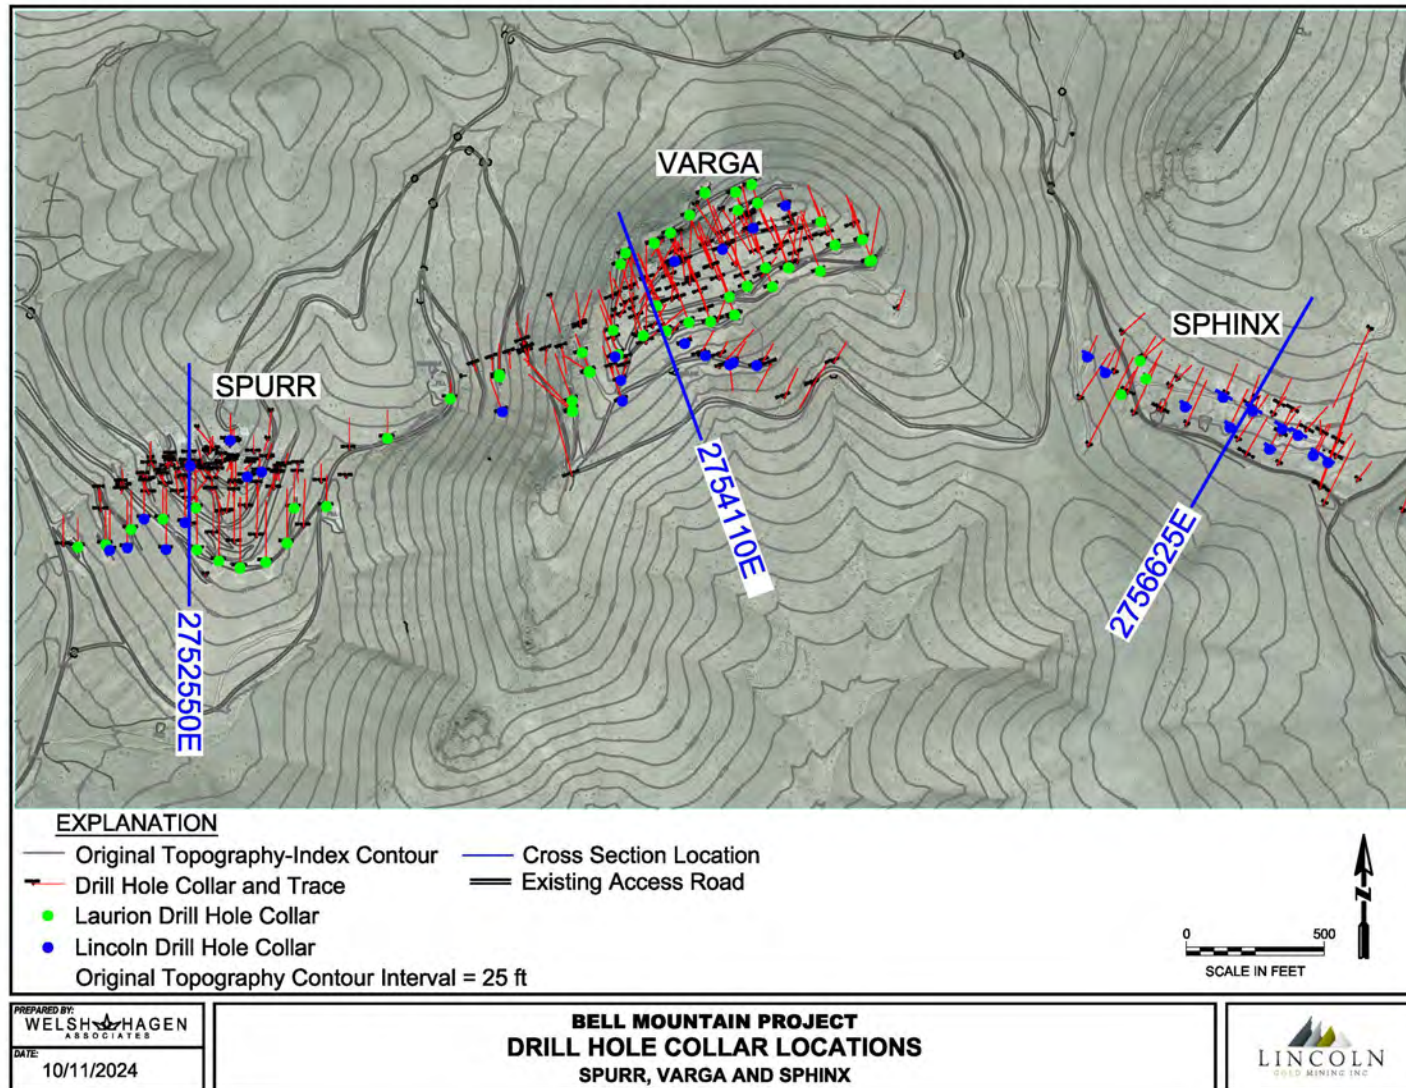 VARGA
SPHINX
SPURR
2754110E
2756625E
2752550E
EXPLANATION
Original Topography-Index Contour
Cross Section Location
Drill Hole Collar and Trace
Existing Access Road
Laurion Drill Hole Collar
Lincoln Drill Hole Collar
Original Topography Contour Interval = 25 ft
N
0 500
SCALE IN FEET
PREPARED BY:
WELSH HAGEN
ASSOCIATES
DATE:
10/11/2024
BELL MOUNTAIN PROJECT
DRILL HOLE COLLAR LOCATIONS
SPURR, VARGA AND SPHINX
LINCOLN
GOLD MINING INC